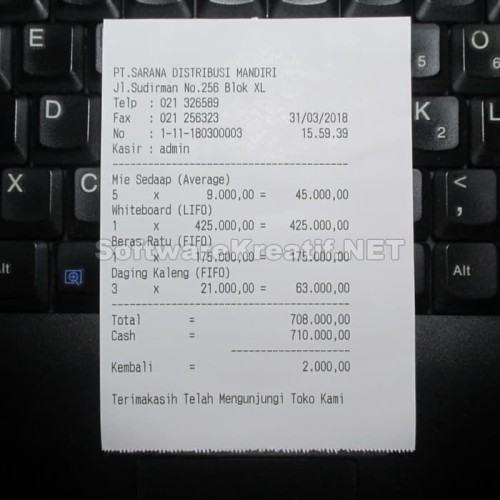 PT.SARANA DISTRIBUSI MANDIRI
Jl.Sudirman No.256 Blok XL
Telp : 021 326589
Fax : 021 256323 31/03/2018
No : 1-11-180300003 15.59.39
Kasir : admin
Mie Sedaap (Average)
5 x 9.000,00 = 45.000,00
Whiteboard (LIFO)
1 x 425.000,00 = 425.000,00
Beras Ratu (FIFO)
1 x 175.000,00 = 175.000,00
SoftwareKreatif.NET
Daging Kaleng (FIFO)
3 x 21.000,00 = 63.000,00
Total = 708.000,00
Cash = 710.000,00
Kembali = 2.000,00
Terimakasih Telah Mengunjungi Toko Kami
E
D
X
C
Alt
O
6
K
2
L
<
,
Alt